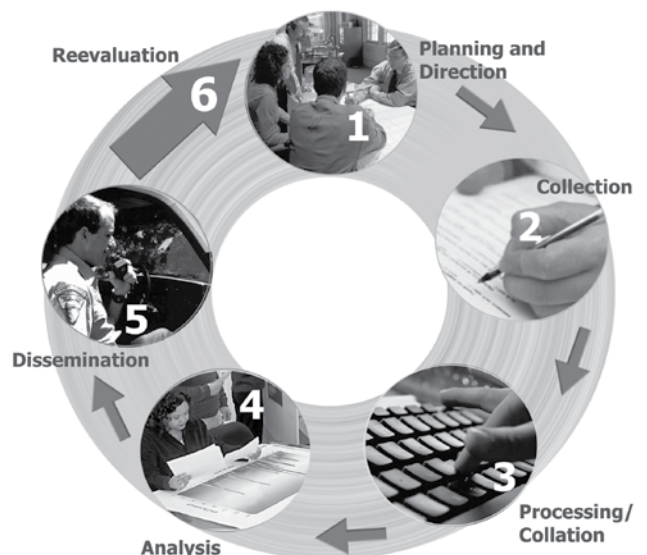 Planning and
Direction
1
Collection
2
3
Processing/
Collation
4
Analysis
5
Dissemination
Reevaluation
6